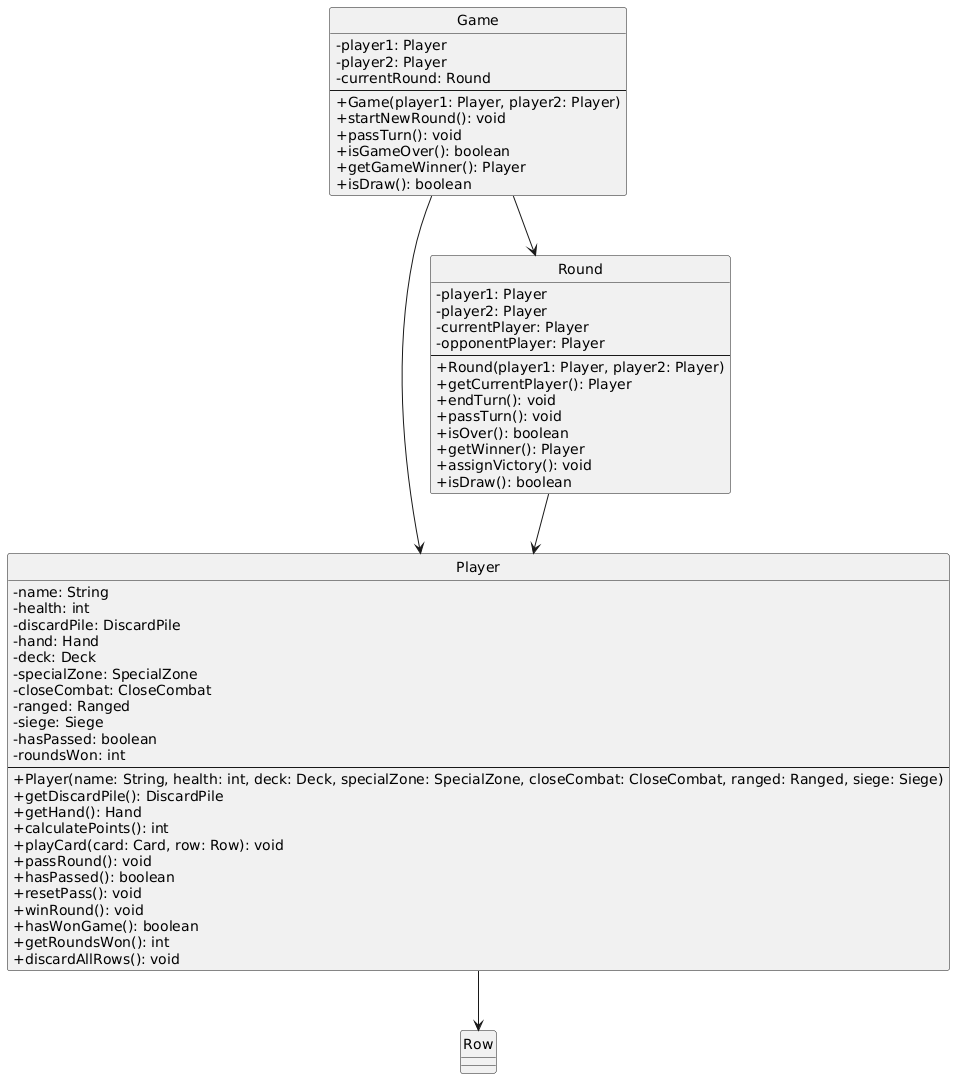 Game
-player1: Player
-player2: Player
-currentRound: Round
+Game(player1: Player, player2: Player)
+startNewRound(): void
+passTurn(): void
+isGameOver(): boolean
+getGameWinner(): Player
+isDraw(): boolean
Round
-player1: Player
-player2: Player
-currentPlayer: Player
-opponentPlayer: Player
+Round(player1: Player, player2: Player)
+getCurrentPlayer(): Player
+endTurn(): void
+passTurn(): void
+isOver(): boolean
+getWinner(): Player
+assignVictory(): void
+isDraw(): boolean
Player
-name: String
-health: int
-discardPile: DiscardPile
-hand: Hand
-deck: Deck
-specialZone: SpecialZone
-closeCombat: CloseCombat
-ranged: Ranged
-siege: Siege
-hasPassed: boolean
-roundsWon: int
+Player(name: String, health: int, deck: Deck, specialZone: SpecialZone, closeCombat: CloseCombat, ranged: Ranged, siege: Siege)
+getDiscardPile(): DiscardPile
+getHand(): Hand
+calculatePoints(): int
+playCard(card: Card, row: Row): void
+passRound(): void
+hasPassed(): boolean
+resetPass(): void
+winRound(): void
+hasWonGame(): boolean
+getRoundsWon(): int
+discardAllRows(): void
Row